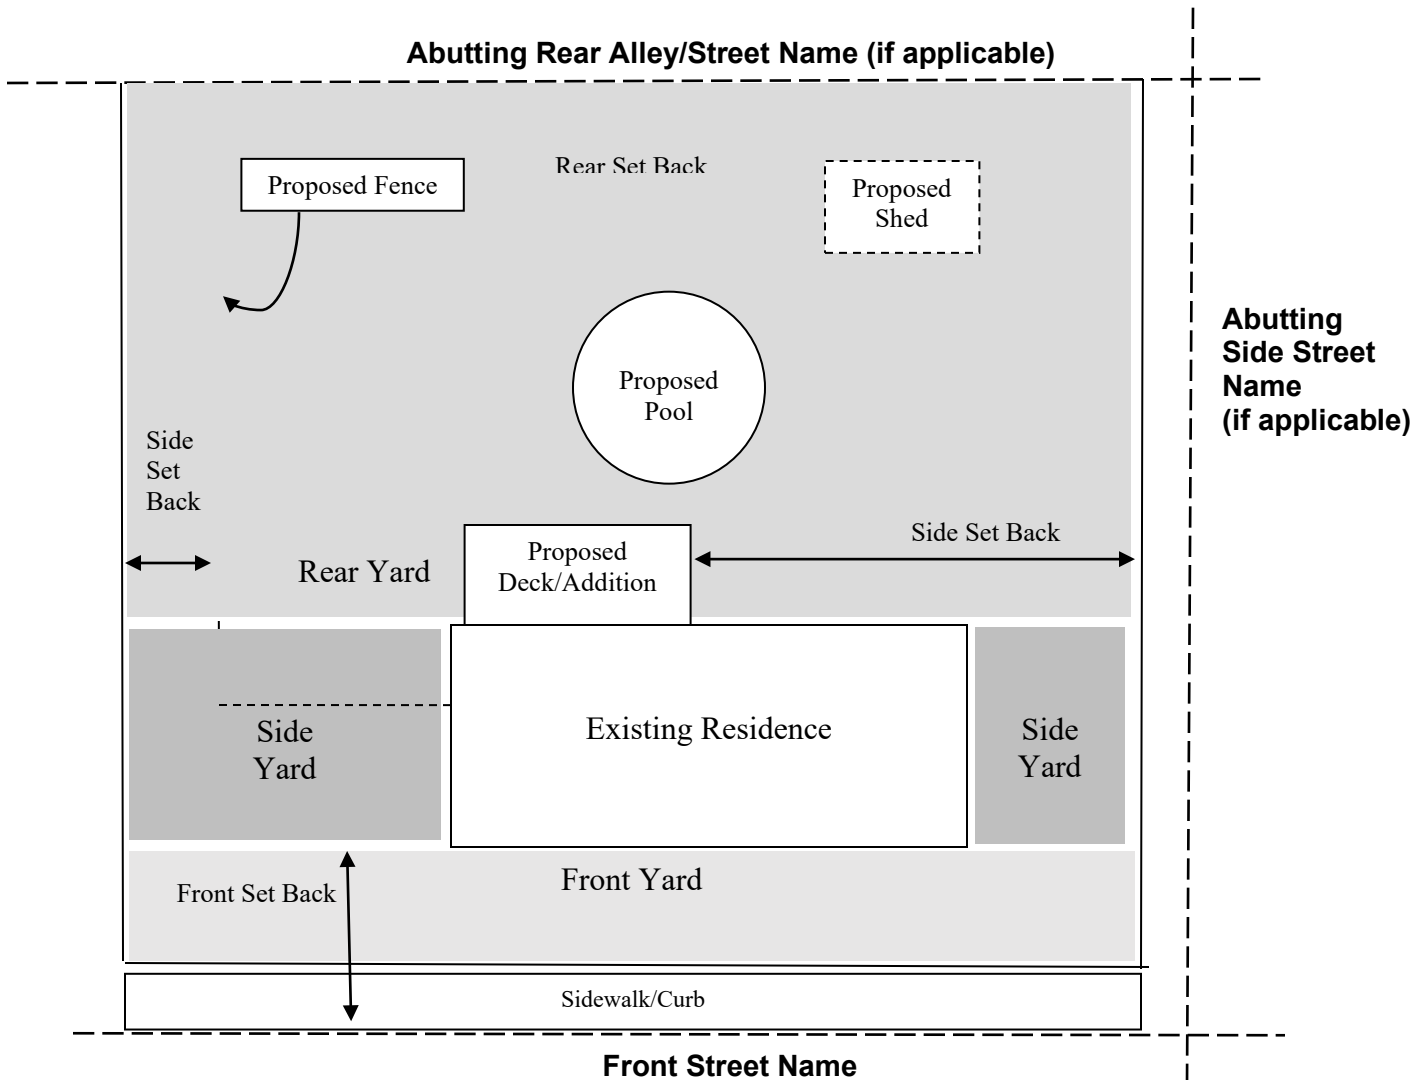 Abutting Rear Alley/Street Name (if applicable)
Proposed Fence
Rear Set Back
Proposed
Shed
Abutting
Side Street
Name
(if applicable)
Proposed
Pool
Side
Set
Back
Side Set Back
Proposed
Deck/Addition
Rear Yard
Side
Yard
Existing Residence
Side
Yard
Front Yard
Front Set Back
Sidewalk/Curb
Front Street Name